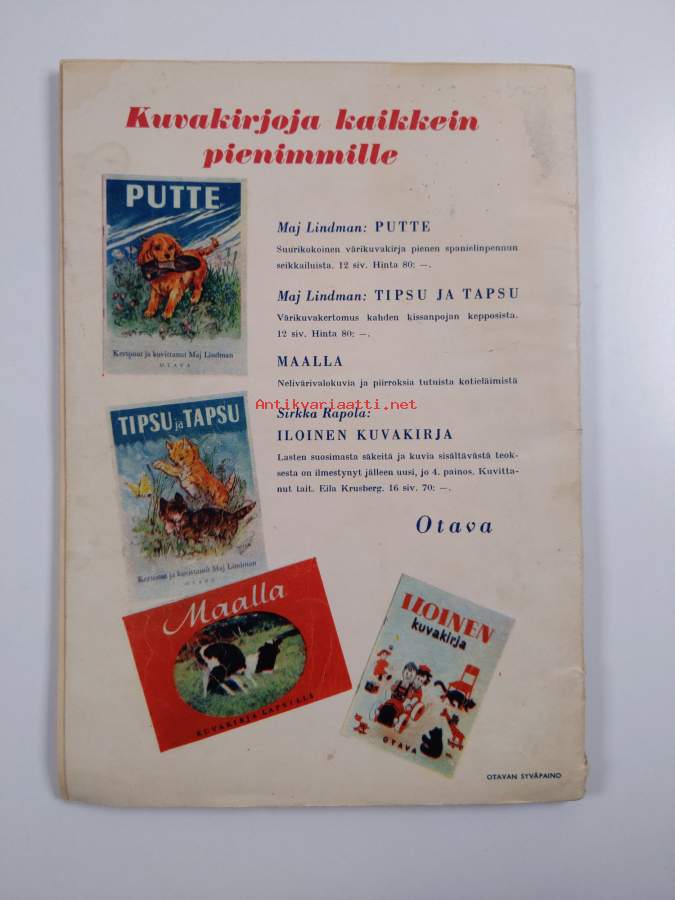 Kuvakirjoja kaikkein
pienimmille
PUTTE
Kertonut ja kuvittanut Maj Lindman
OTAVA
Maj Lindman: PUTTE
Suurikokoinen värikuvakirja pienen spanielinpennun
seikkailuista. 12 siv. Hinta 80: —.
Maj Lindman: TIPSU JA TAPSU
Värikuvakertomus kahden kissanpojan kepposista.
12 siv. Hinta 80: —.
MAALLA
Nelivärivalokuvia ja piirroksia tutuista kotieläimistä
Antikvariaatti.net
Sirkka Rapola:
ILOINEN KUVAKIRJA
Lasten suosimasta säkeitä ja kuvia sisältävästä teok-
sesta on ilmestynyt jälleen uusi, jo 4. painos. Kuvitta-
nut tait. Eila Krusberg. 16 siv. 70: —.
Otava
TIPSU ja TAPSU
Kertonut ja kuvittanut Maj Lindman
OTAVA
Maalla
KUVAKIRJA LAPSILLE
ILOINEN
kuvakirja
OTAVA
OTAVAN SYVÄPAINO